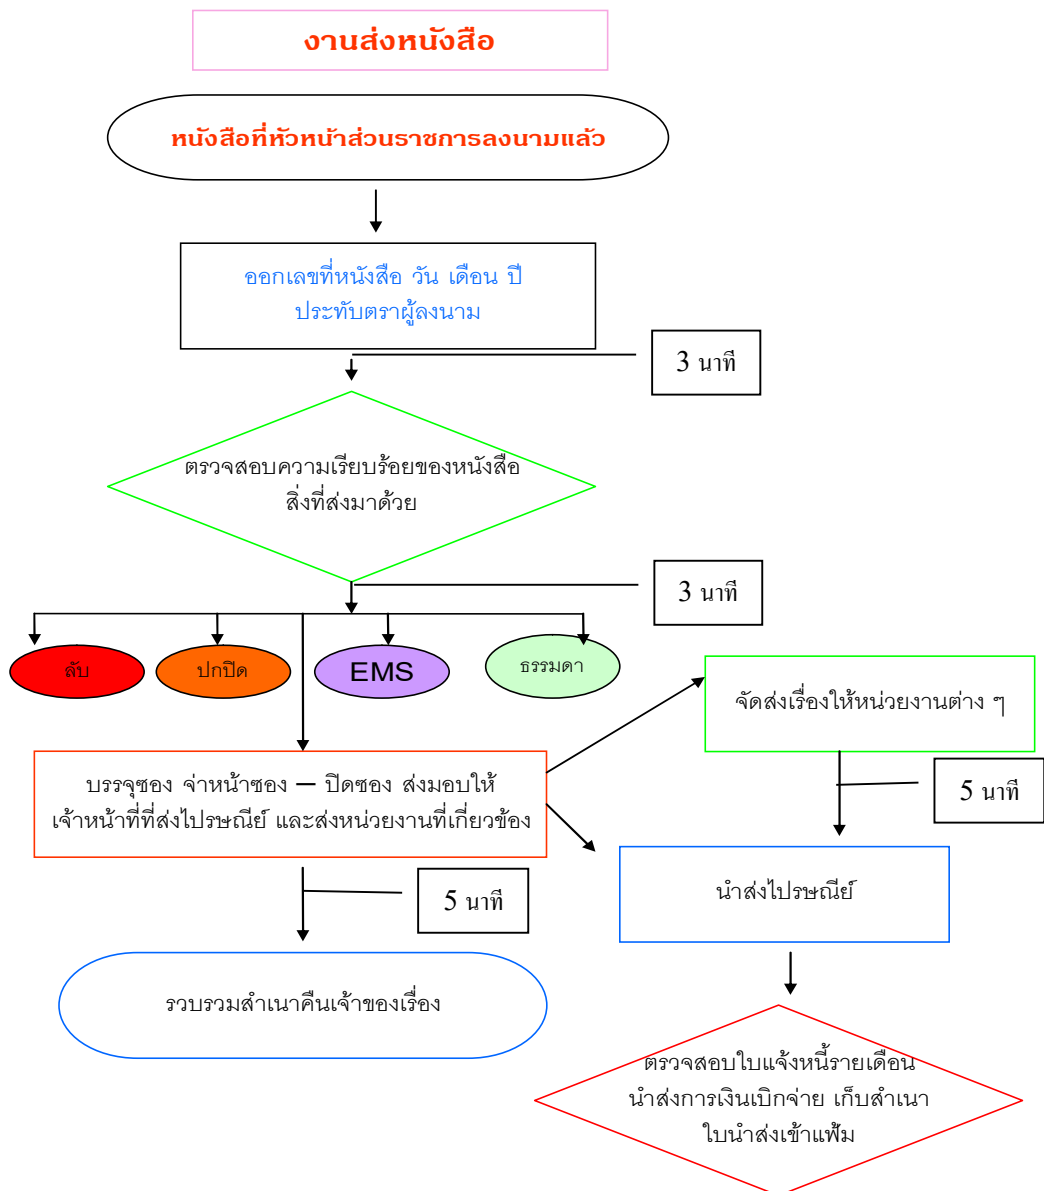 งานส่งหนังสือ
หนังสือที่หัวหน้าส่วนราชการลงนามแล้ว
ออกเลขที่หนังสือ วัน เดือน ปี
ประทับตราผู้ลงนาม
3 นาที
ตรวจสอบความเรียบร้อยของหนังสือ
สิ่งที่ส่งมาด้วย
3 นาที
ลับ
ปกปิด
EMS
ธรรมดา
จัดส่งเรื่องให้หน่วยงานต่าง ๆ
บรรจุซอง จ่าหน้าซอง – ปิดซอง ส่งมอบให้
เจ้าหน้าที่ที่ส่งไปรษณีย์ และส่งหน่วยงานที่เกี่ยวข้อง
5 นาที
นำส่งไปรษณีย์
5 นาที
รวบรวมสำเนาคืนเจ้าของเรื่อง
ตรวจสอบใบแจ้งหนี้รายเดือน
นำส่งการเงินเบิกจ่าย เก็บสำเนา
ใบนำส่งเข้าแฟ้ม